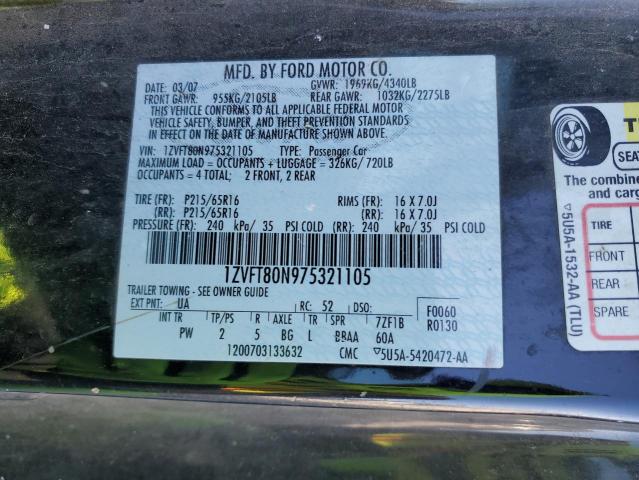 MFD. BY FORD MOTOR CO.
DATE: 03/07 GVWR: 1969KG/4340LB
FRONT GAWR: 955KG/2105LB REAR GAWR: 1032KG/2275LB
THIS VEHICLE CONFORMS TO ALL APPLICABLE FEDERAL MOTOR
VEHICLE SAFETY, BUMPER, AND THEFT PREVENTION STANDARDS
IN EFFECT ON THE DATE OF MANUFACTURE SHOWN ABOVE.
VIN: 1ZVFT80N975321105 TYPE: Passenger Car
MAXIMUM LOAD = OCCUPANTS + LUGGAGE = 326KG/720LB
OCCUPANTS = 4 TOTAL; 2 FRONT, 2 REAR
TIRE (FR): P215/65R16 RIMS (FR): 16 X 7.0J
(RR): P215/65R16 (RR): 16 X 7.0J
PRESSURE (FR): 240 kPa/ 35 PSI COLD (RR): 240 kPa/ 35 PSI COLD
1ZVFT80N975321105
TRAILER TOWING - SEE OWNER GUIDE
EXT PNT: UA RC: 52 DSO: F0060
INT TR TP/PS R AXLE TR SPR 7ZF1B R0130
PW 2 5 BG L BBAA 60A
1200703133632 CMC ▽5U5A-5420472-AA
▽5U5A-1532-AA (TLU)
SEA
The combine
and carg
TIRE
FRONT
REAR
SPARE